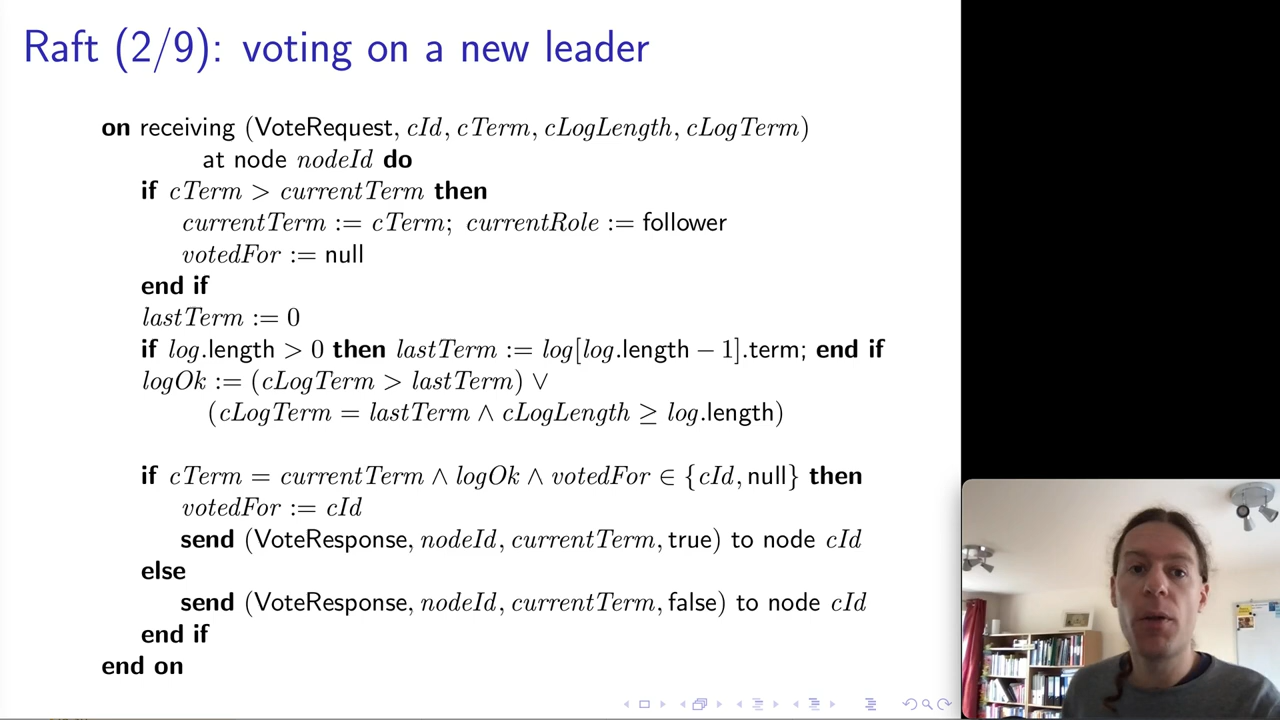 Raft (2/9): voting on a new leader
on receiving (VoteRequest, cId, cTerm, cLogLength, cLogTerm)
at node nodeId do
if cTerm > currentTerm then
currentTerm := cTerm; currentRole := follower
votedFor := null
end if
lastTerm := 0
if log.length > 0 then lastTerm := log[log.length − 1].term; end if
logOk := (cLogTerm > lastTerm) ∨
(cLogTerm = lastTerm ∧ cLogLength ≥ log.length)
if cTerm = currentTerm ∧ logOk ∧ votedFor ∈ {cId, null} then
votedFor := cId
send (VoteResponse, nodeId, currentTerm, true) to node cId
else
send (VoteResponse, nodeId, currentTerm, false) to node cId
end if
end on